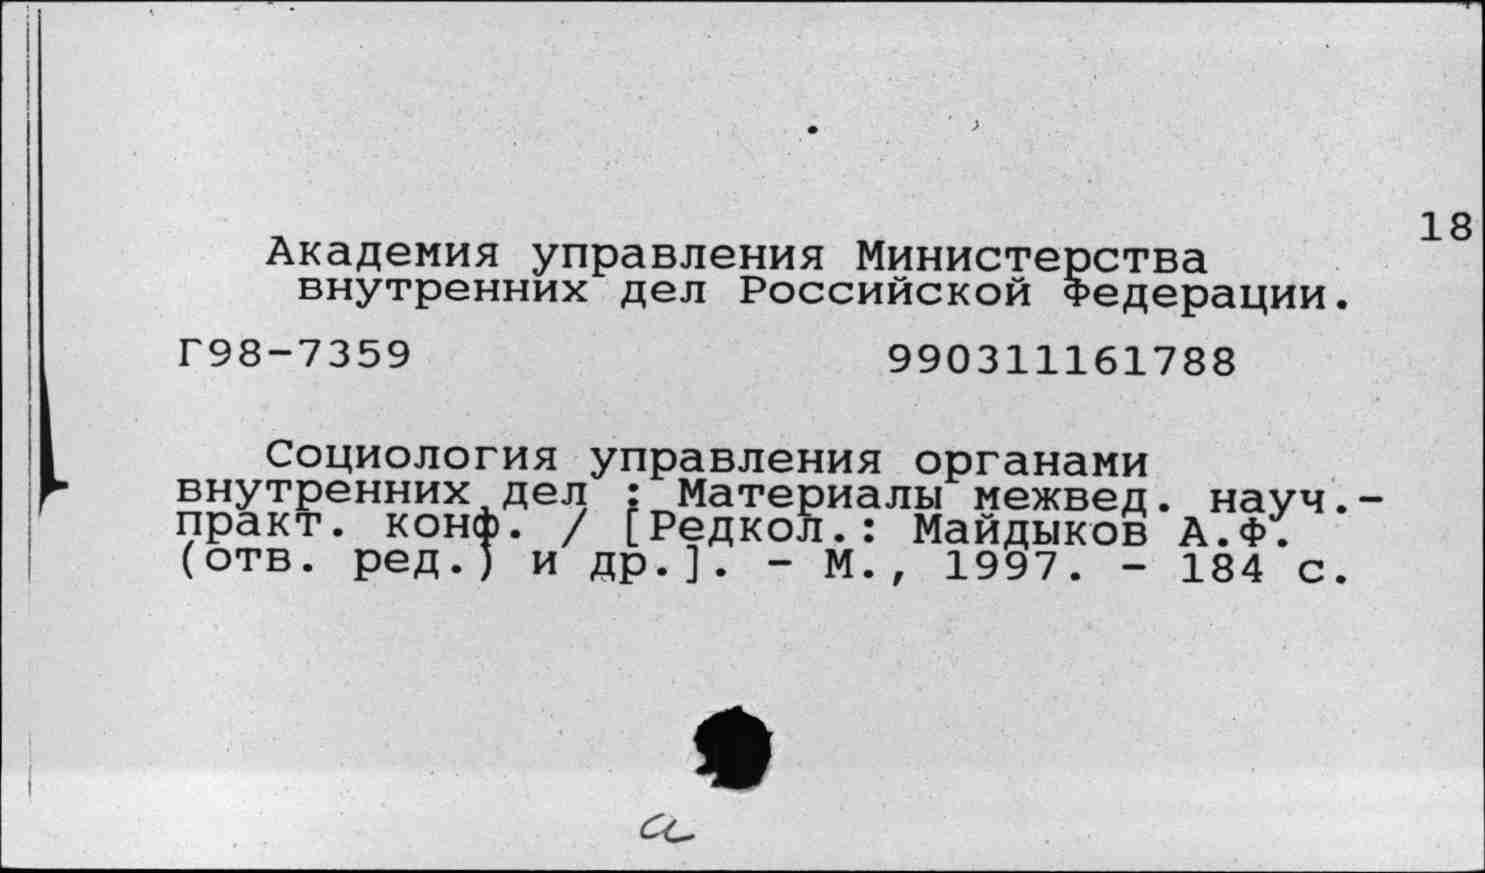 18
Академия управления Министерства
внутренних дел Российской Федерации.
Г98-7359 990311161788
Социология управления органами
внутренних дел : Материалы межвед. науч.-
практ. конф. / [Редкол.: Майдыков А.Ф.
(отв. ред.) и др.]. - М., 1997. - 184 с.